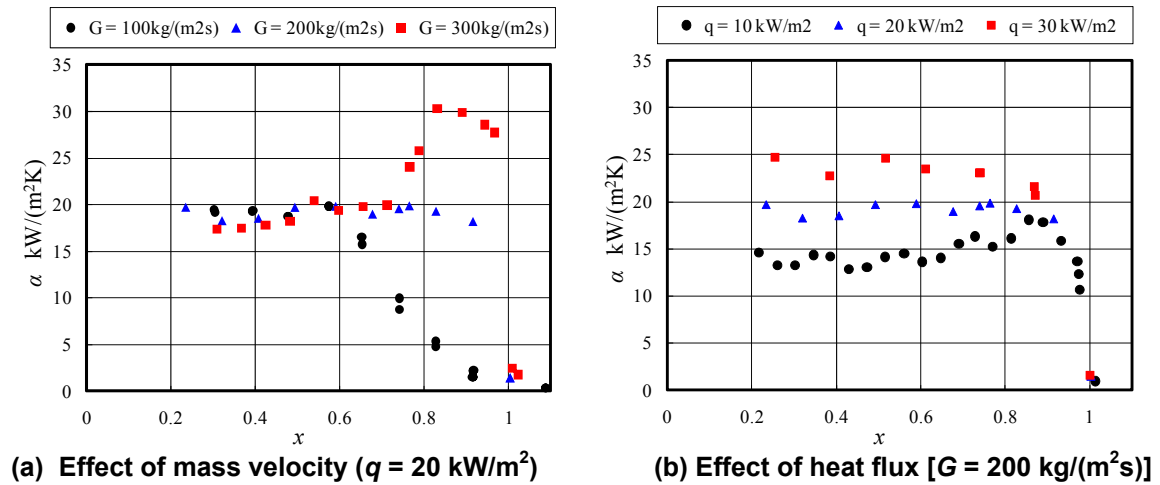 G = 100kg/(m2s) G = 200kg/(m2s) G = 300kg/(m2s)
35
30
25
20
15
10
5
0
α kW/(m²K)
0 0.2 0.4 0.6 0.8 1
x
(a) Effect of mass velocity (q = 20 kW/m²)
q = 10 kW/m2 q = 20 kW/m2 q = 30 kW/m2
35
30
25
20
15
10
5
0
α kW/(m²K)
0 0.2 0.4 0.6 0.8 1
x
(b) Effect of heat flux [G = 200 kg/(m²s)]